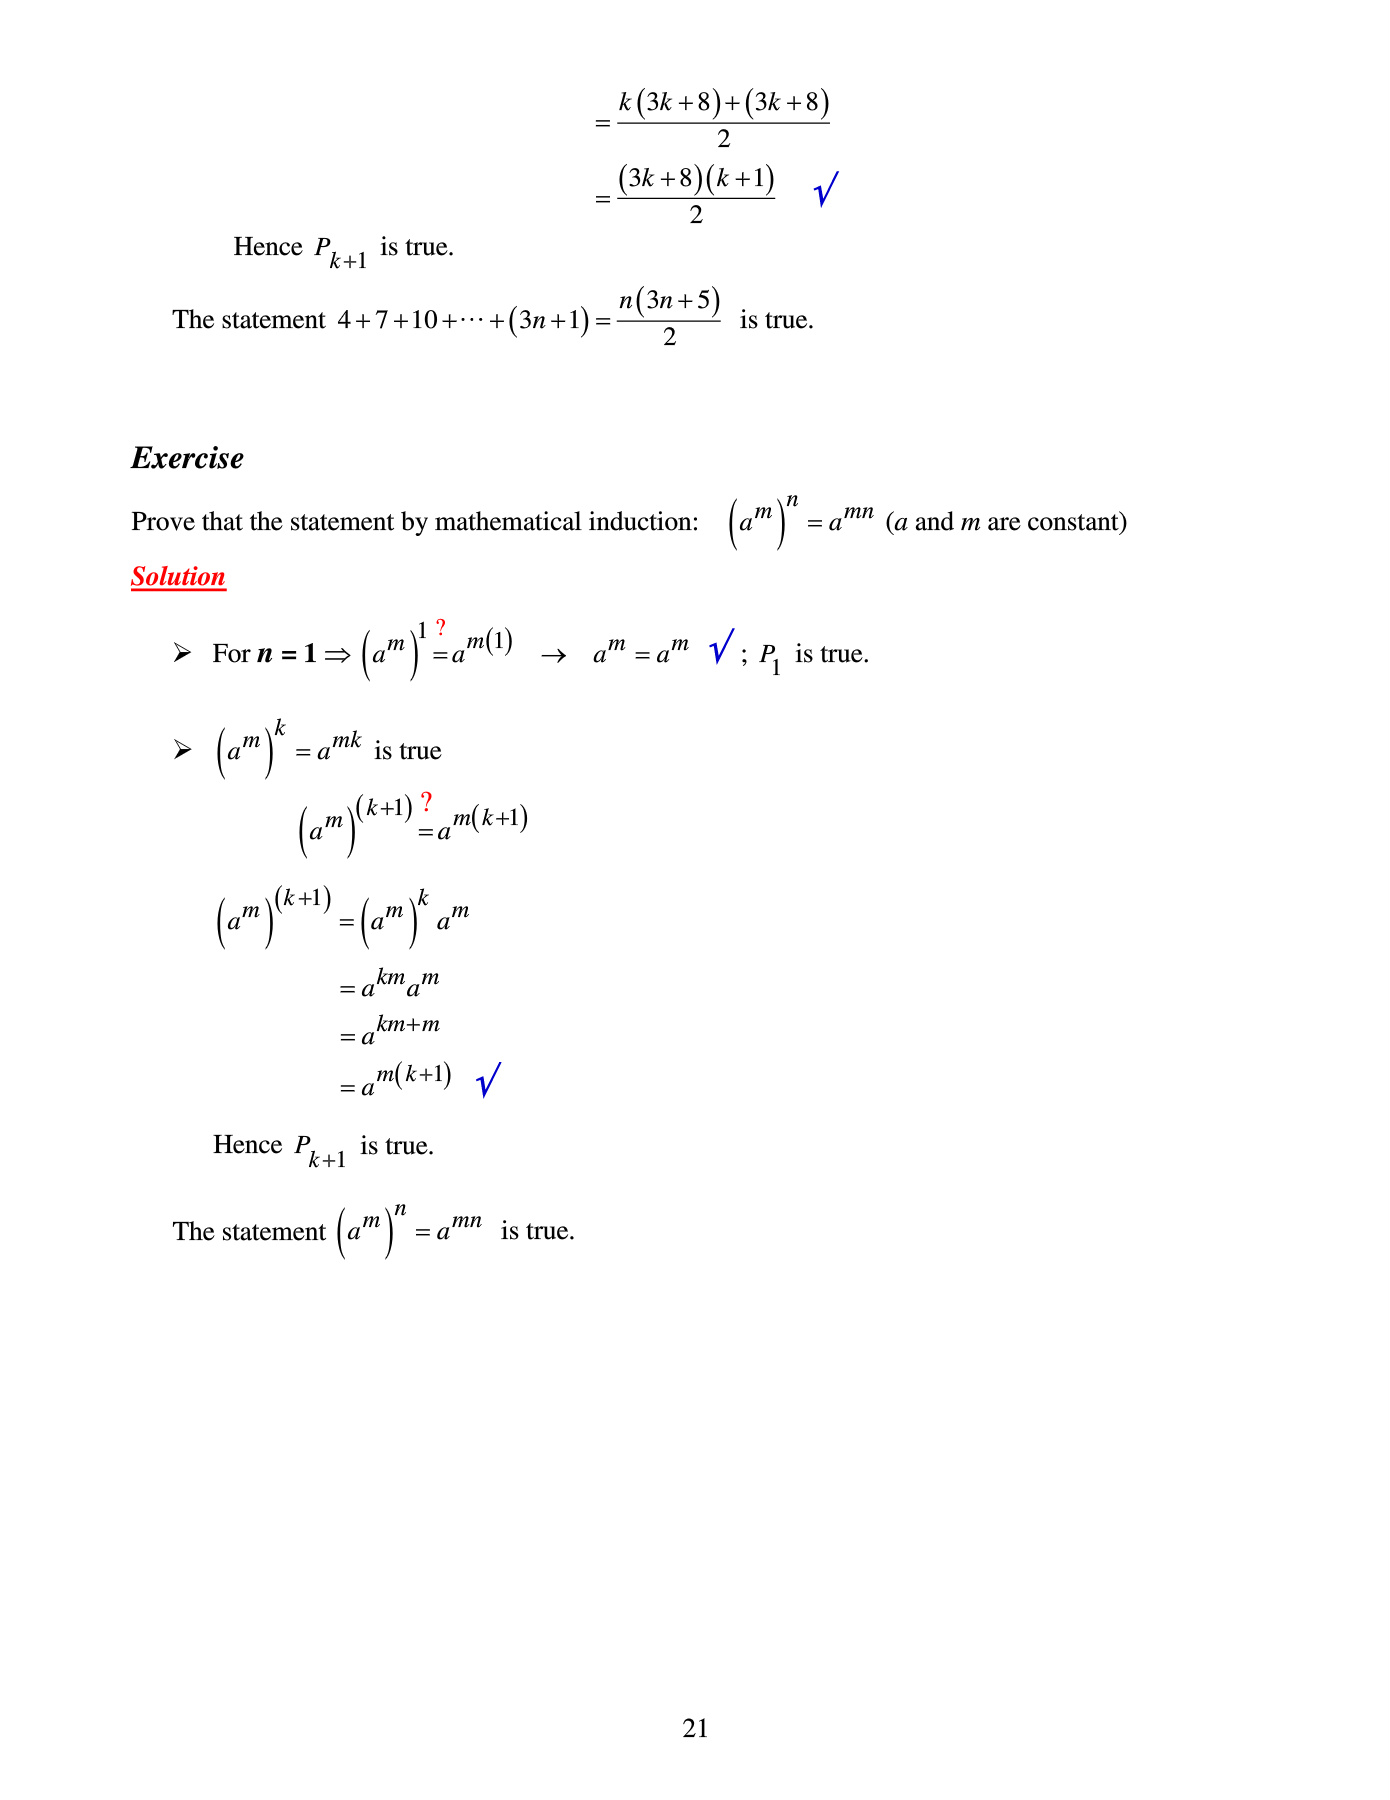 = \frac{k(3k+8)+(3k+8)}{2}
= \frac{(3k+8)(k+1)}{2} √
Hence P_{k+1} is true.
The statement 4+7+10+⋯+(3n+1) = \frac{n(3n+5)}{2} is true.
Exercise
Prove that the statement by mathematical induction: (a^m)^n = a^{mn} (a and m are constant)
Solution
➢ For n = 1 ⇒ (a^m)^1 \overset{?}{=} a^{m(1)} → a^m = a^m √ ; P_1 is true.
➢ (a^m)^k = a^{mk} is true
(a^m)^{(k+1)} \overset{?}{=} a^{m(k+1)}
(a^m)^{(k+1)} = (a^m)^k a^m
= a^{km} a^m
= a^{km+m}
= a^{m(k+1)} √
Hence P_{k+1} is true.
The statement (a^m)^n = a^{mn} is true.
21